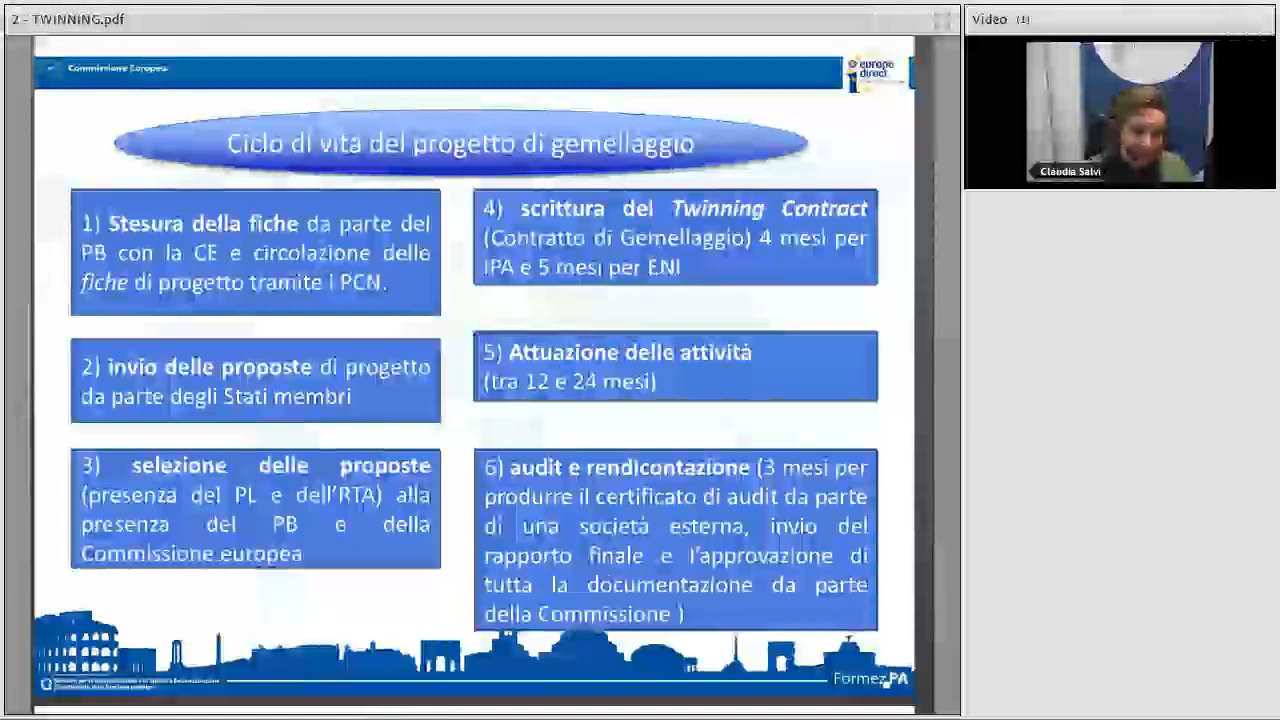 2 - TWINNING.pdf
Video (1)
Commissione Europea
europe
direct
Claudia Salvi
Ciclo di vita del progetto di gemellaggio
1) Stesura della fiche da parte del
PB con la CE e circolazione delle
fiche di progetto tramite i PCN.
2) invio delle proposte di progetto
da parte degli Stati membri
3) selezione delle proposte
(presenza del PL e dell'RTA) alla
presenza del PB e della
Commissione europea
4) scrittura del Twinning Contract
(Contratto di Gemellaggio) 4 mesi per
IPA e 5 mesi per ENI
5) Attuazione delle attività
(tra 12 e 24 mesi)
6) audit e rendicontazione (3 mesi per
produrre il certificato di audit da parte
di una società esterna, invio del
rapporto finale e l'approvazione di
tutta la documentazione da parte
della Commissione )
FormezPA